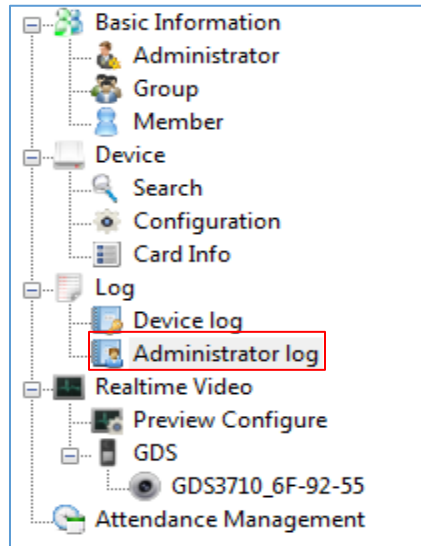 Basic Information
Administrator
Group
Member
Device
Search
Configuration
Card Info
Log
Device log
Administrator log
Realtime Video
Preview Configure
GDS
GDS3710_6F-92-55
Attendance Management